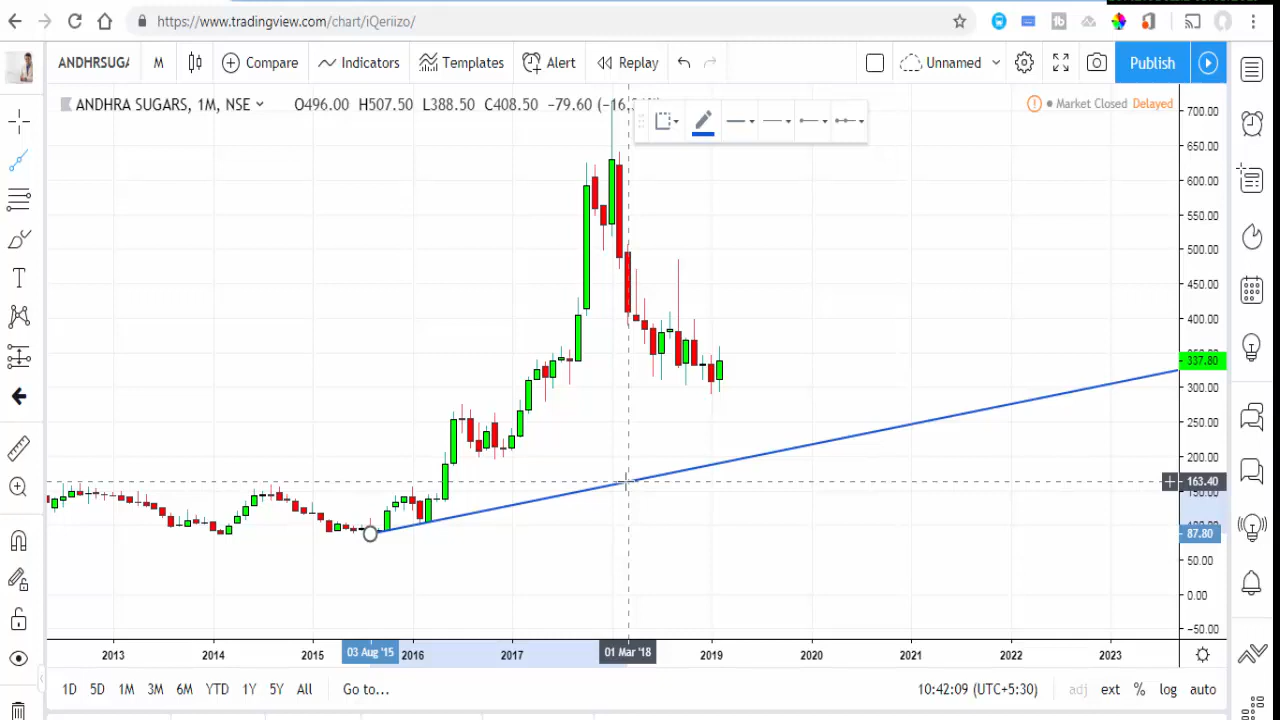 https://www.tradingview.com/chart/iQeriizo/
ANDHRSUGA
M
Compare
Indicators
Templates
Alert
Replay
Unnamed
Publish
ANDHRA SUGARS, 1M, NSE
O496.00 H507.50 L388.50 C408.50 −79.60
Market Closed Delayed
700.00
650.00
600.00
550.00
500.00
450.00
400.00
337.80
300.00
250.00
200.00
163.40
87.80
50.00
0.00
−50.00
2013
2014
2015
03 Aug '15
2016
2017
01 Mar '18
2019
2020
2021
2022
2023
1D 5D 1M 3M 6M YTD 1Y 5Y All Go to...
10:42:09 (UTC+5:30)
adj ext % log auto